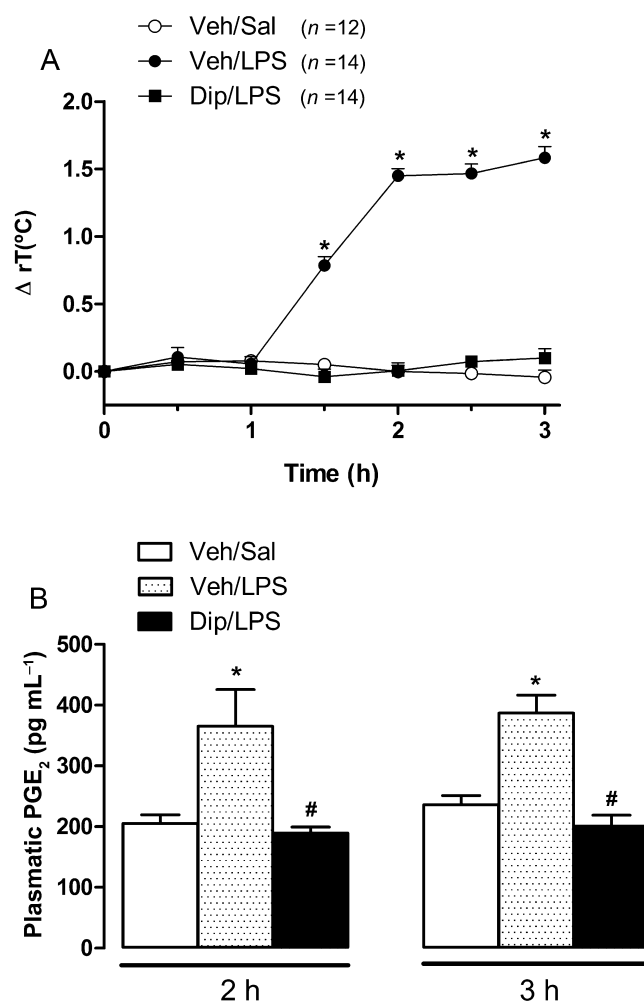 A
Veh/Sal (n =12)
Veh/LPS (n =14)
Dip/LPS (n =14)
2.0
1.5
1.0
0.5
0.0
Δ rT(ºC)
* * * *
0 1 2 3
Time (h)
B
Veh/Sal
Veh/LPS
Dip/LPS
500
400
300
200
100
0
Plasmatic PGE₂ (pg mL⁻¹)
* # * #
2 h 3 h